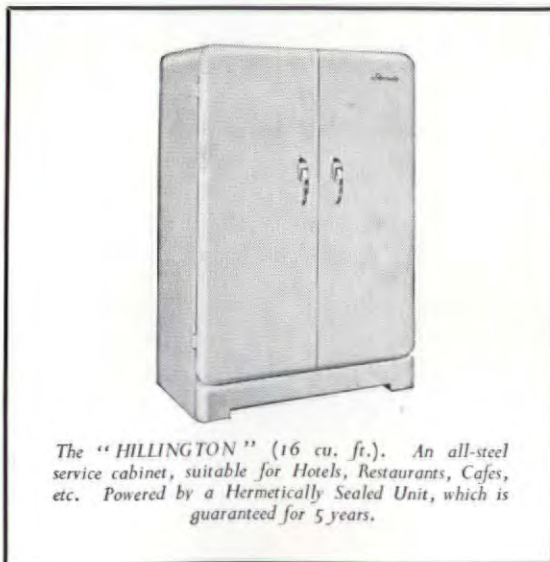 The “HILLINGTON” (16 cu. ft.). An all-steel
service cabinet, suitable for Hotels, Restaurants, Cafes,
etc. Powered by a Hermetically Sealed Unit, which is
guaranteed for 5 years.